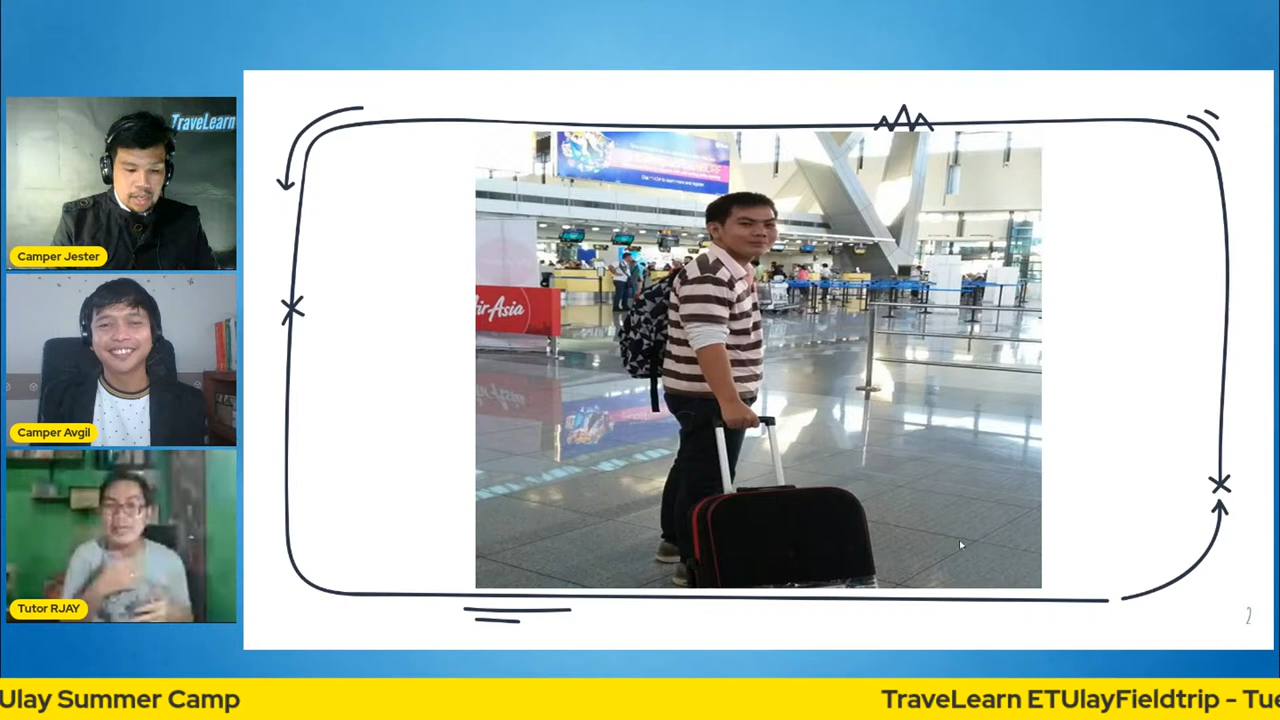 TraveLearn
Camper Jester
Camper Avgil
Tutor RJAY
AirAsia
2
Ulay Summer Camp
TraveLearn ETUlayFieldtrip - Tue